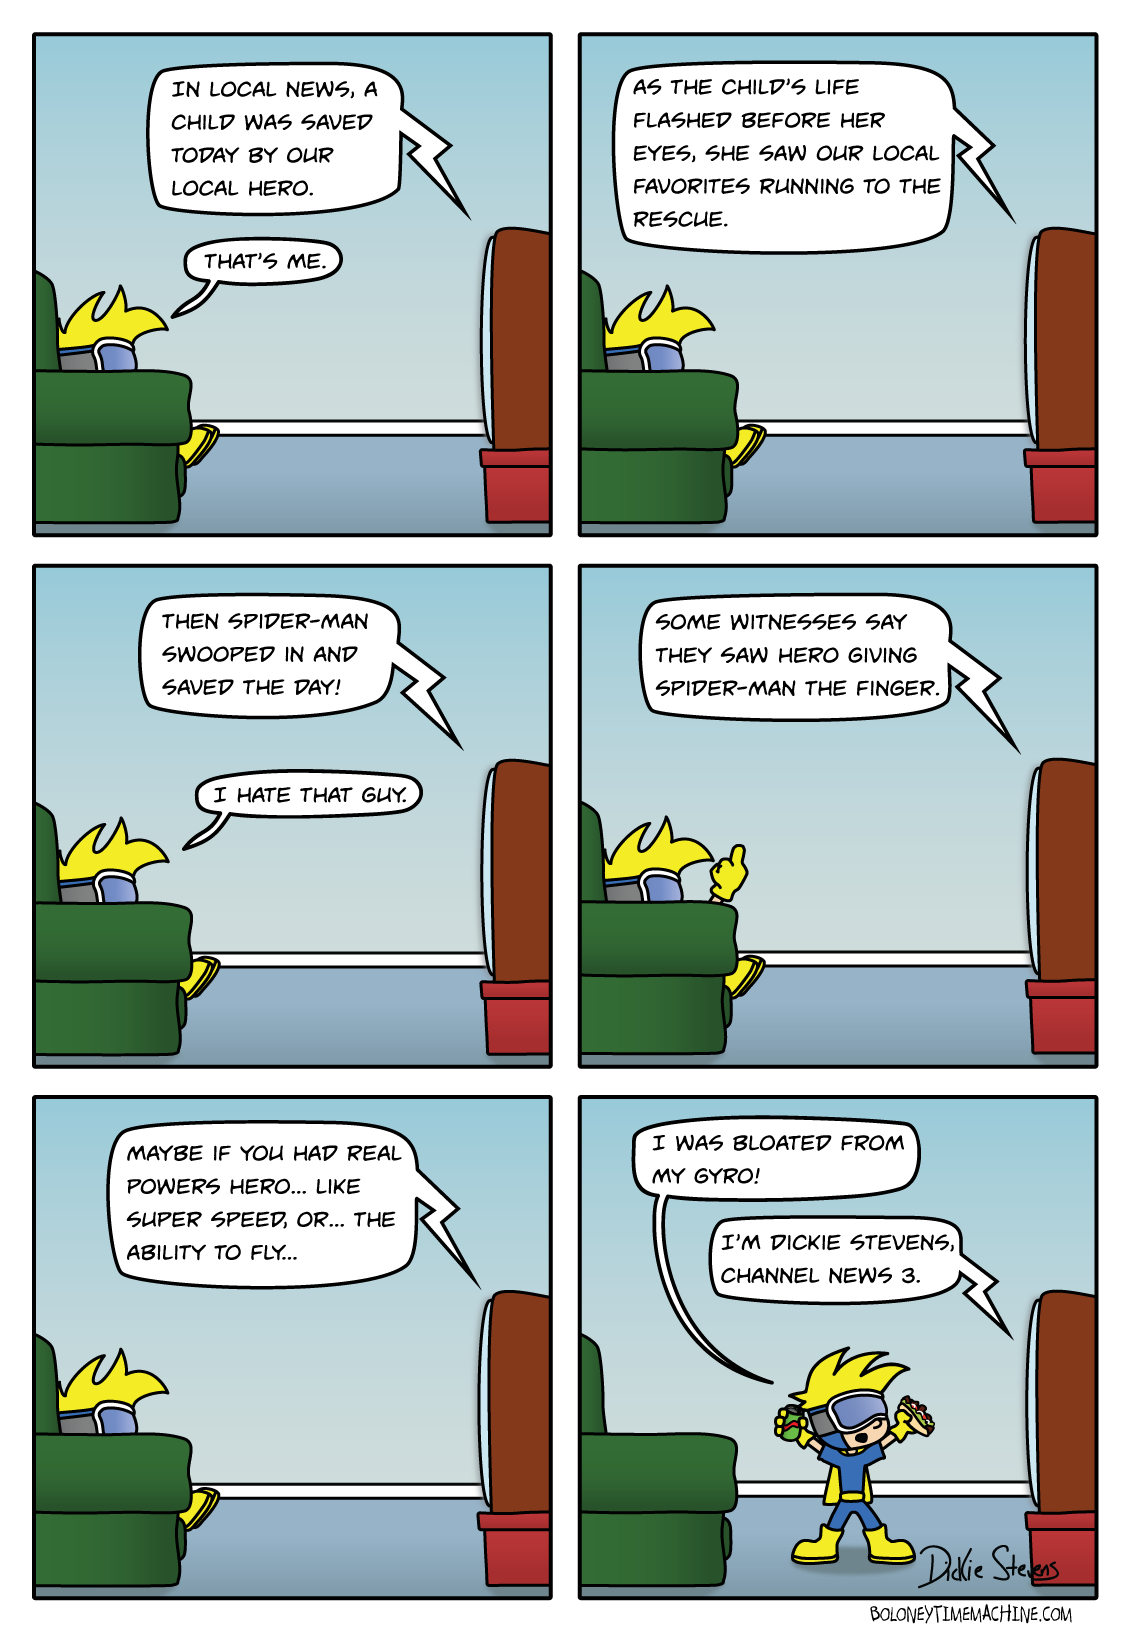 IN LOCAL NEWS, A
CHILD WAS SAVED
TODAY BY OUR
LOCAL HERO.
THAT'S ME.
AS THE CHILD'S LIFE
FLASHED BEFORE HER
EYES, SHE SAW OUR LOCAL
FAVORITES RUNNING TO THE
RESCUE.
THEN SPIDER-MAN
SWOOPED IN AND
SAVED THE DAY!
I HATE THAT GUY.
SOME WITNESSES SAY
THEY SAW HERO GIVING
SPIDER-MAN THE FINGER.
MAYBE IF YOU HAD REAL
POWERS HERO... LIKE
SUPER SPEED, OR... THE
ABILITY TO FLY...
I WAS BLOATED FROM
MY GYRO!
I'M DICKIE STEVENS,
CHANNEL NEWS 3.
Dickie Stevens
BOLONEYTIMEMACHINE.COM